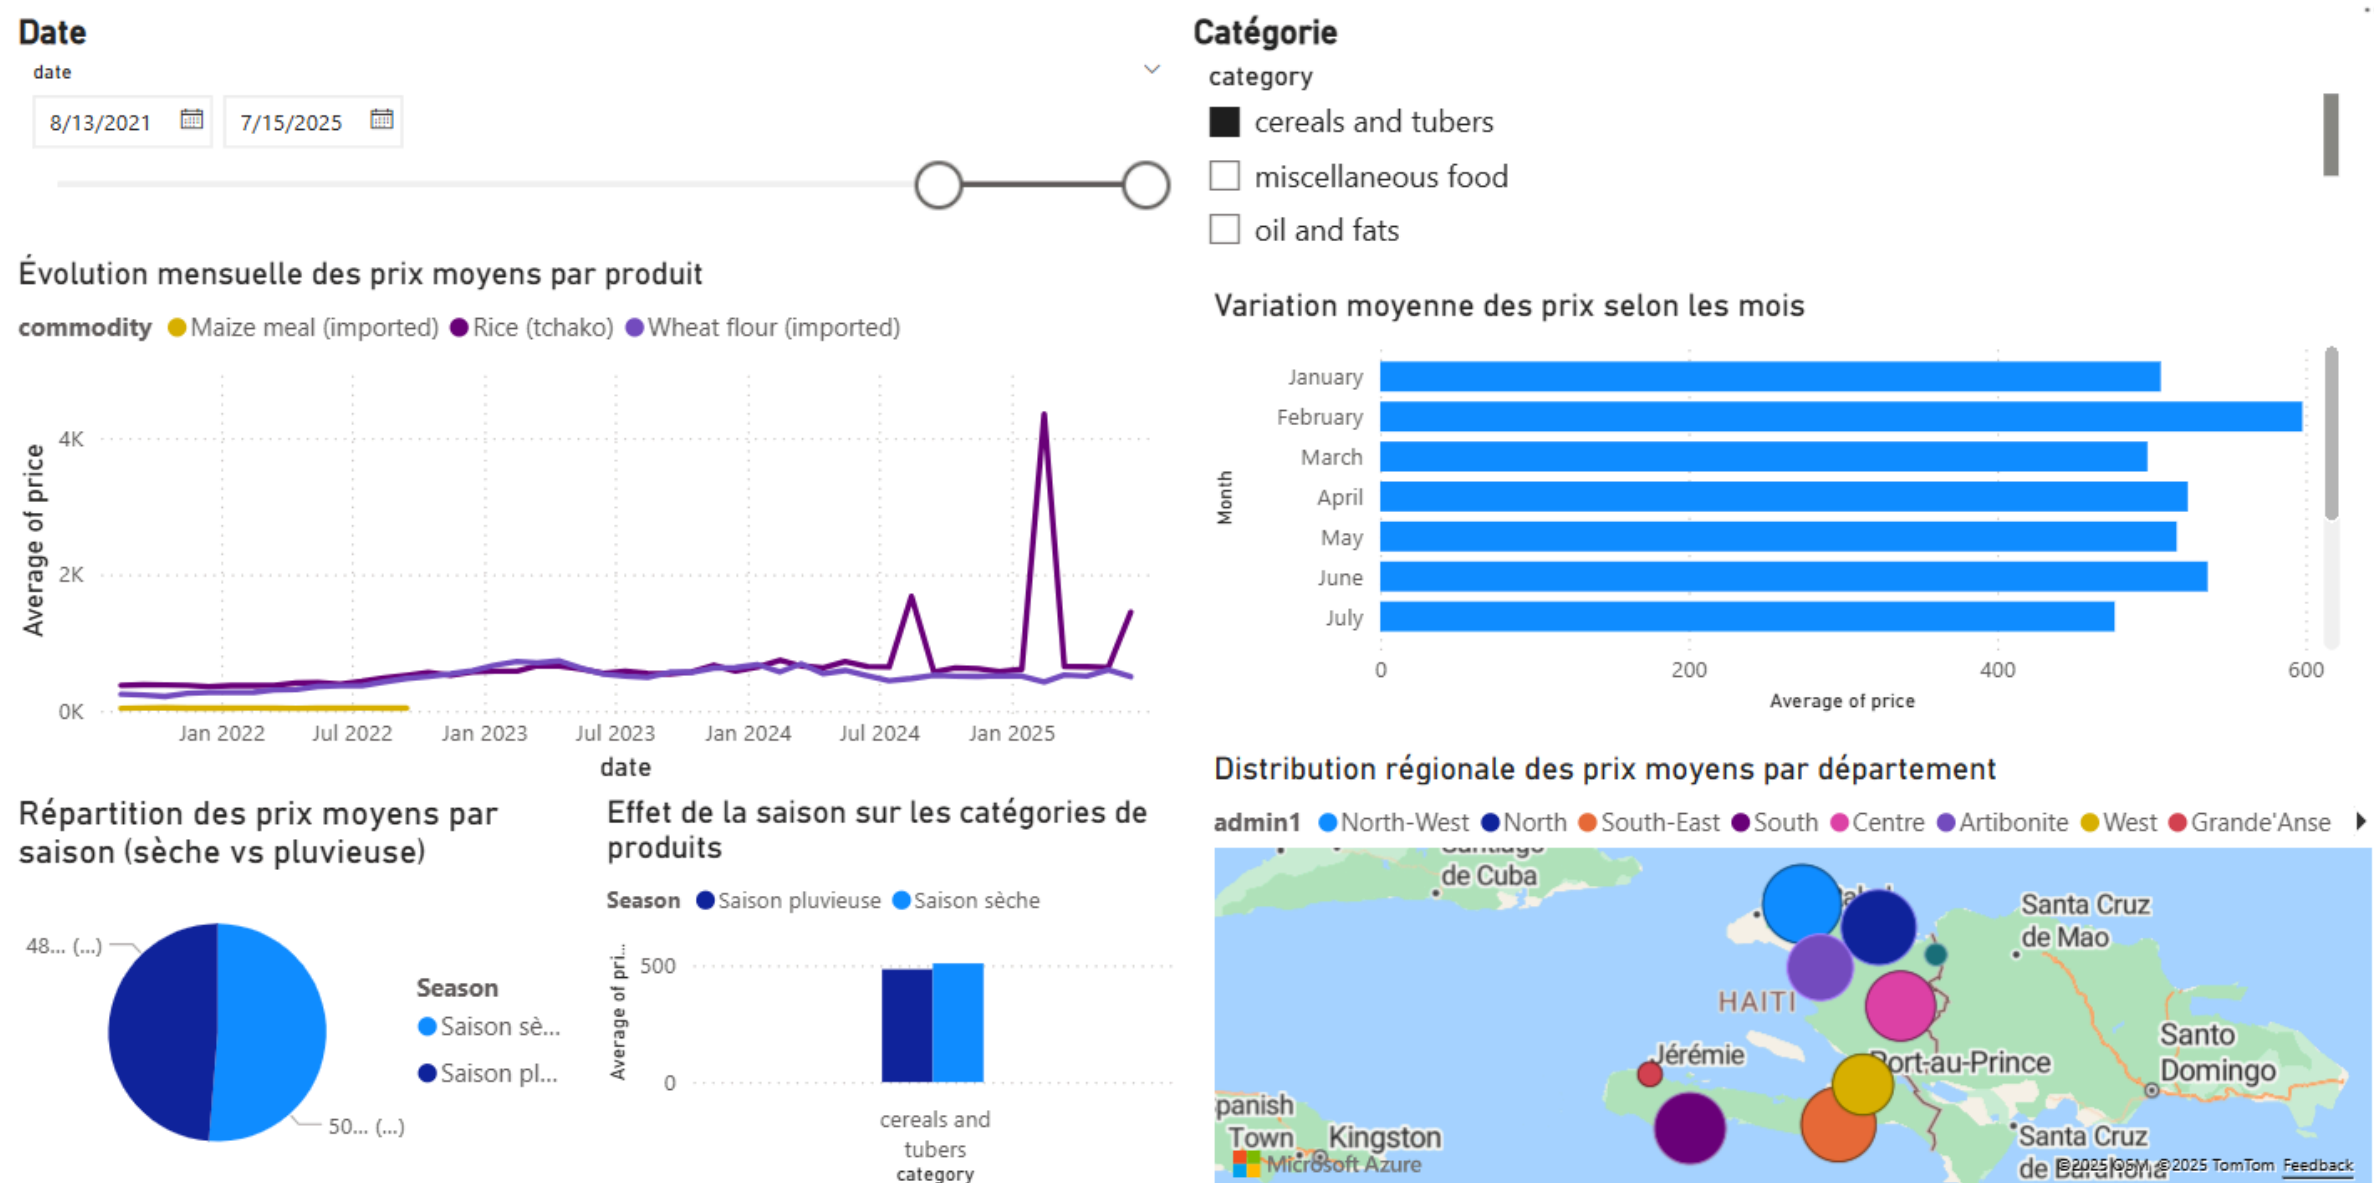 Date
date
8/13/2021
7/15/2025
Catégorie
category
cereals and tubers
miscellaneous food
oil and fats
Évolution mensuelle des prix moyens par produit
commodity Maize meal (imported) Rice (tchako) Wheat flour (imported)
Average of price
4K
2K
0K
Jan 2022 Jul 2022 Jan 2023 Jul 2023 Jan 2024 Jul 2024 Jan 2025
date
Variation moyenne des prix selon les mois
Month
January
February
March
April
May
June
July
0 200 400 600
Average of price
Répartition des prix moyens par
saison (sèche vs pluvieuse)
48... (...)
50... (...)
Season
Saison sè...
Saison pl...
Effet de la saison sur les catégories de
produits
Season Saison pluvieuse Saison sèche
Average of pri...
500
0
cereals and
tubers
category
Distribution régionale des prix moyens par département
admin1 North-West North South-East South Centre Artibonite West Grande'Anse
de Cuba
Santa Cruz
de Mao
HAITI
Jérémie
Port-au-Prince
Santo
Domingo
panish
Town
Kingston
Santa Cruz
de Barahona
Microsoft Azure
©2025 OSM ©2025 TomTom Feedback